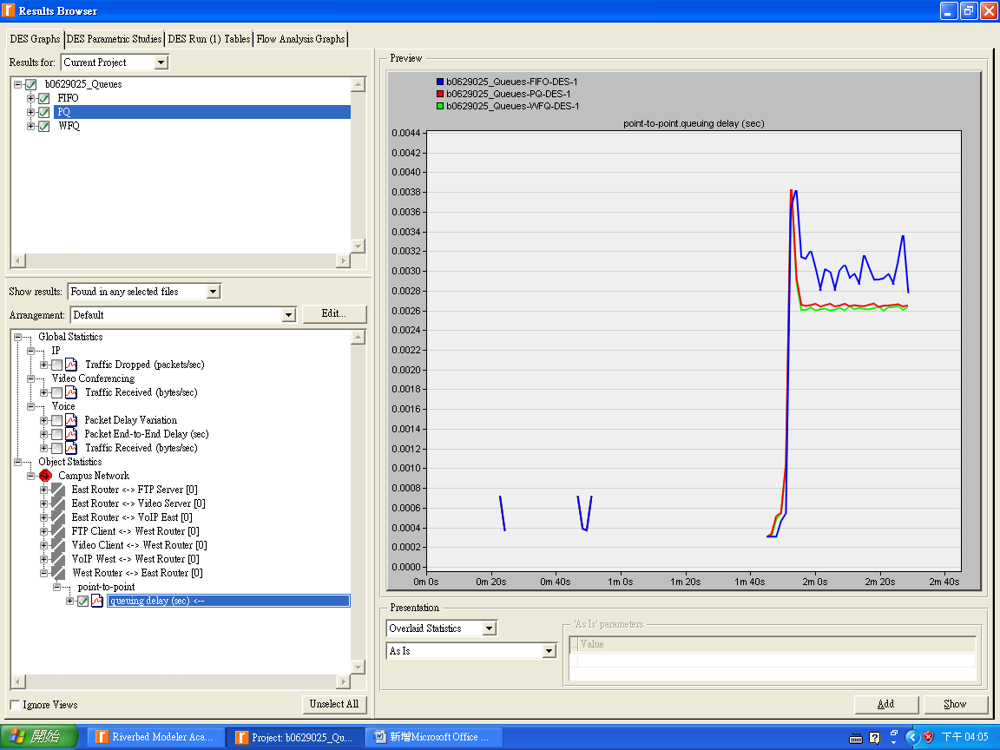 Results Browser
DES Graphs DES Parametric Studies DES Run (1) Tables Flow Analysis Graphs
Results for: Current Project
b0629025_Queues
FIFO
PQ
WFQ
Show results: Found in any selected files
Arrangement: Default Edit...
Global Statistics
IP
Traffic Dropped (packets/sec)
Video Conferencing
Traffic Received (bytes/sec)
Voice
Packet Delay Variation
Packet End-to-End Delay (sec)
Traffic Received (bytes/sec)
Object Statistics
Campus Network
East Router <-> FTP Server [0]
East Router <-> Video Server [0]
East Router <-> VoIP East [0]
FTP Client <-> West Router [0]
Video Client <-> West Router [0]
VoIP West <-> West Router [0]
West Router <-> East Router [0]
point-to-point
queuing delay (sec) <--
Ignore Views Unselect All
Preview
b0629025_Queues-FIFO-DES-1
b0629025_Queues-PQ-DES-1
b0629025_Queues-WFQ-DES-1
point-to-point.queuing delay (sec)
0.0044
0.0042
0.0040
0.0038
0.0036
0.0034
0.0032
0.0030
0.0028
0.0026
0.0024
0.0022
0.0020
0.0018
0.0016
0.0014
0.0012
0.0010
0.0008
0.0006
0.0004
0.0002
0.0000
0m 0s 0m 20s 0m 40s 1m 0s 1m 20s 1m 40s 2m 0s 2m 20s 2m 40s
Presentation
Overlaid Statistics
As Is
'As Is' parameters
.. Value
Add Show
開始 Riverbed Modeler Aca... Project: b0629025_Qu... 新增Microsoft Office ... 下午 04:05